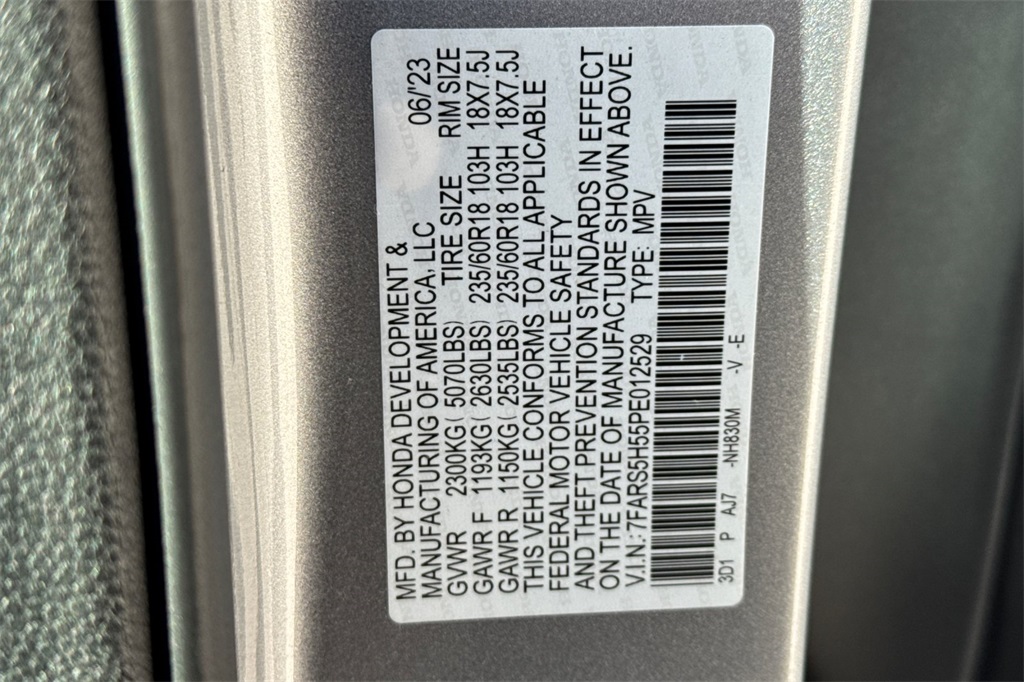 MFD. BY HONDA DEVELOPMENT &
MANUFACTURING OF AMERICA, LLC 06/'23
GVWR 2300KG( 5070LBS) TIRE SIZE RIM SIZE
GAWR F 1193KG( 2630LBS) 235/60R18 103H 18X7.5J
GAWR R 1150KG( 2535LBS) 235/60R18 103H 18X7.5J
THIS VEHICLE CONFORMS TO ALL APPLICABLE
FEDERAL MOTOR VEHICLE SAFETY
AND THEFT PREVENTION STANDARDS IN EFFECT
ON THE DATE OF MANUFACTURE SHOWN ABOVE.
V.I.N.:7FARS5H55PE012529 TYPE: MPV
3D1 P AJ7 -NH830M -V -E